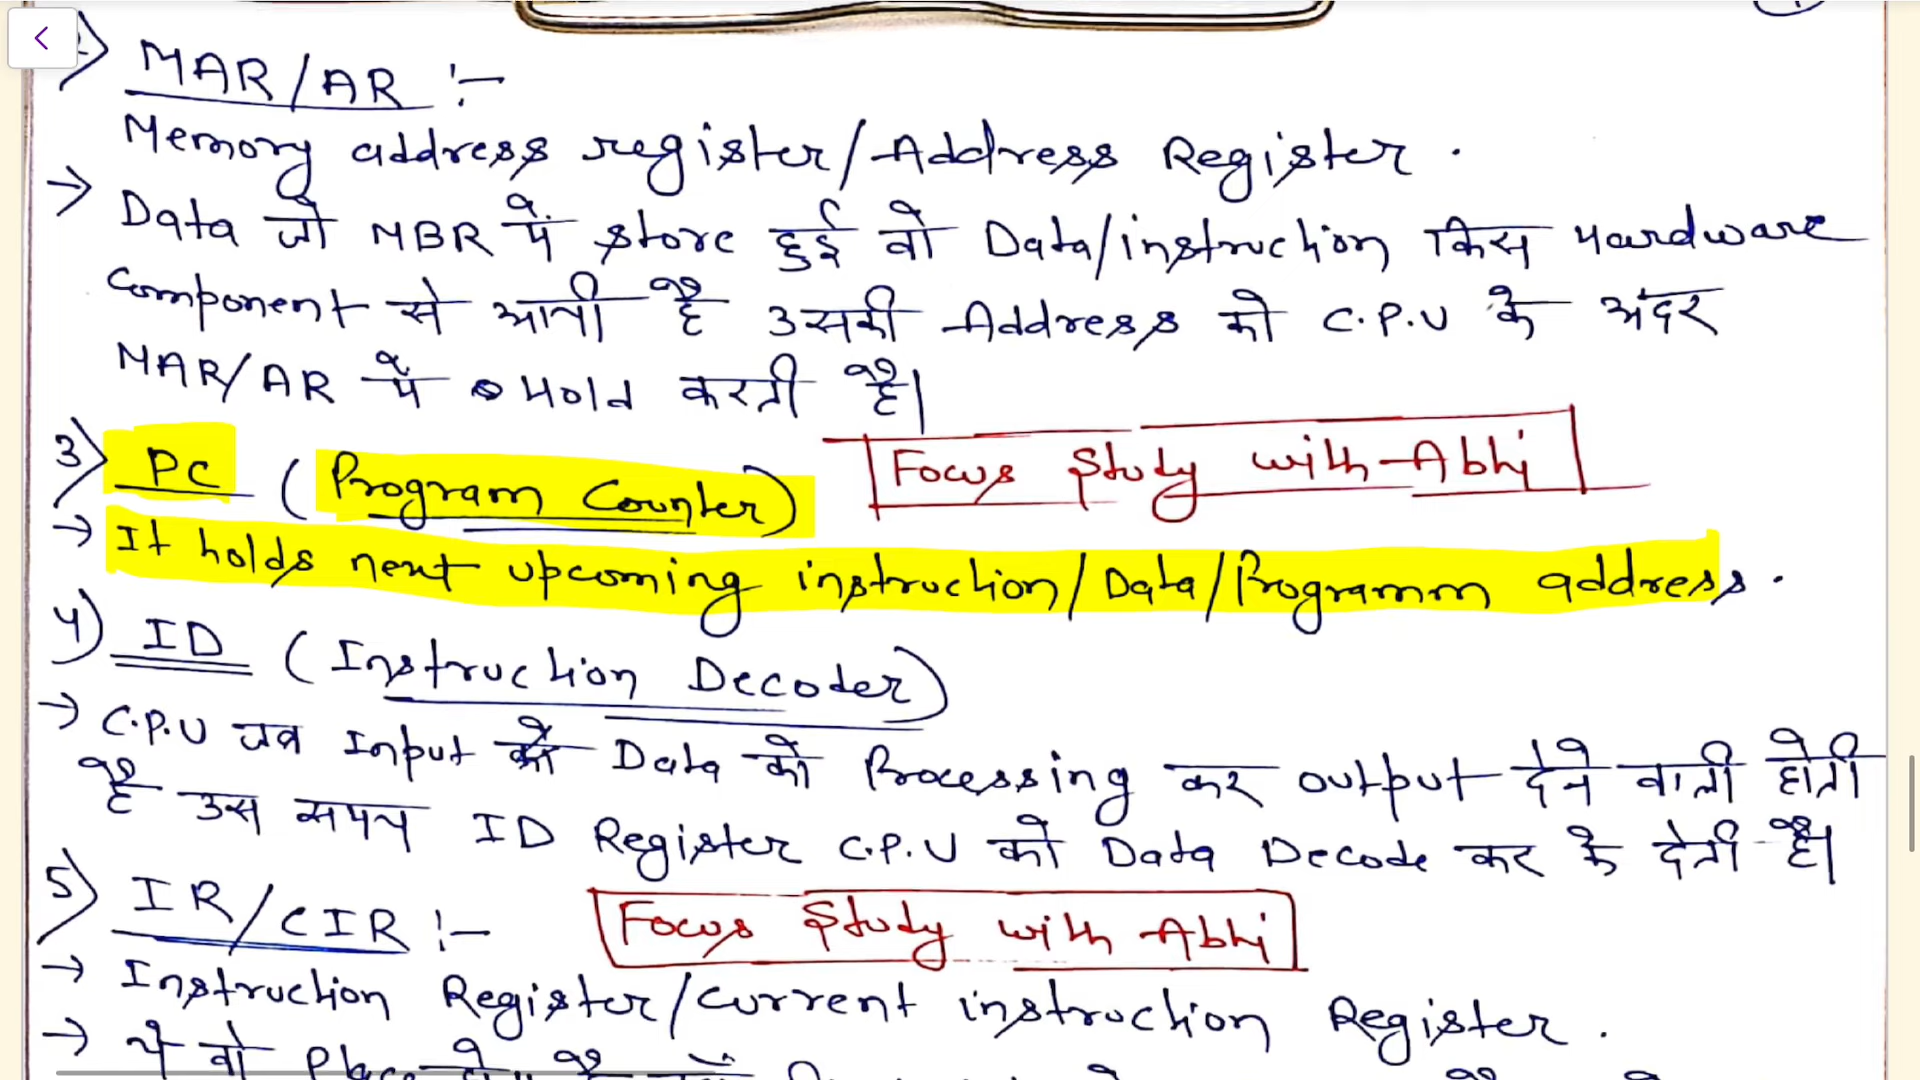 MAR/AR :-
Memory address register/Address Register.
→ Data जो MBR में store हुई वो Data/instruction किस Hardware
Component से आती है उसकी Address को C.P.U के अंदर
MAR/AR में Hold करती है।
3) PC (Program Counter)
Focus Study with Abhi
→ It holds next upcoming instruction/Data/Programm address.
4) ID (Instruction Decoder)
→ C.P.U जब Input Data को Processing कर output देने वाली होती
है उस समय ID Register C.P.U को Data Decode कर के देती है।
5) IR/CIR :-
Focus Study with Abhi
→ Instruction Register/current instruction Register.
→ ये वो